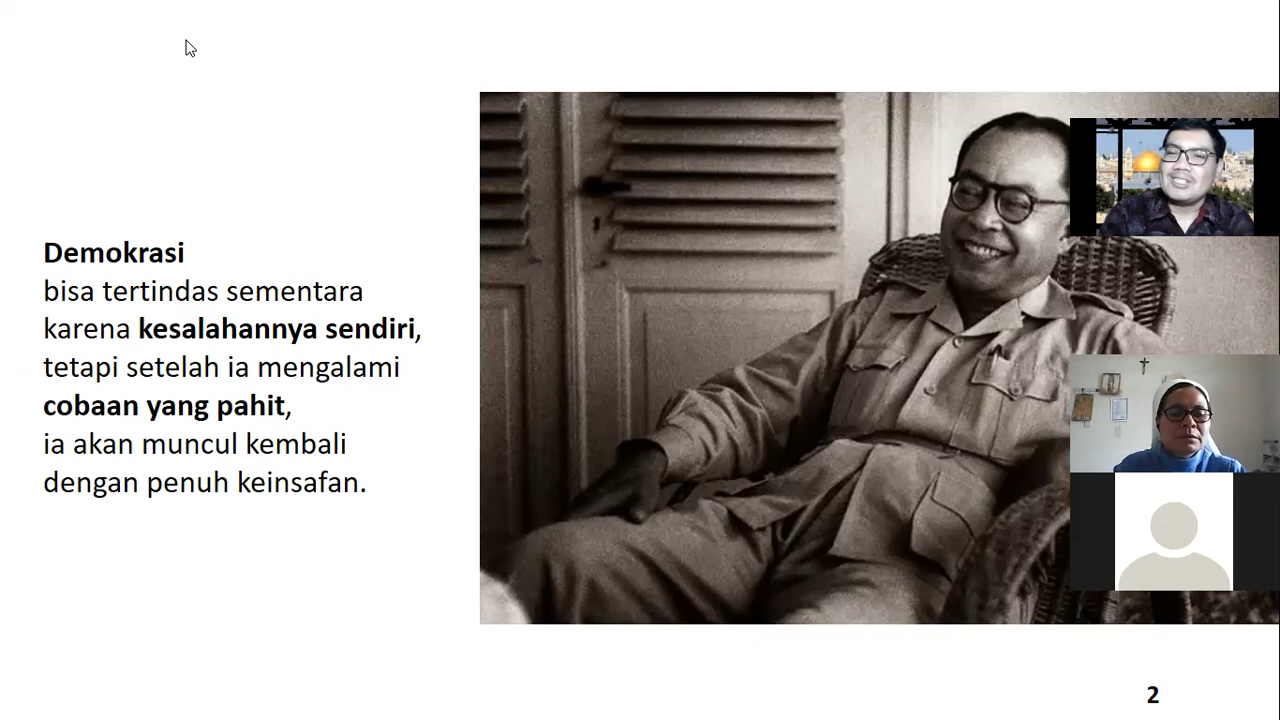 Demokrasi
bisa tertindas sementara
karena kesalahannya sendiri,
tetapi setelah ia mengalami
cobaan yang pahit,
ia akan muncul kembali
dengan penuh keinsafan.
2